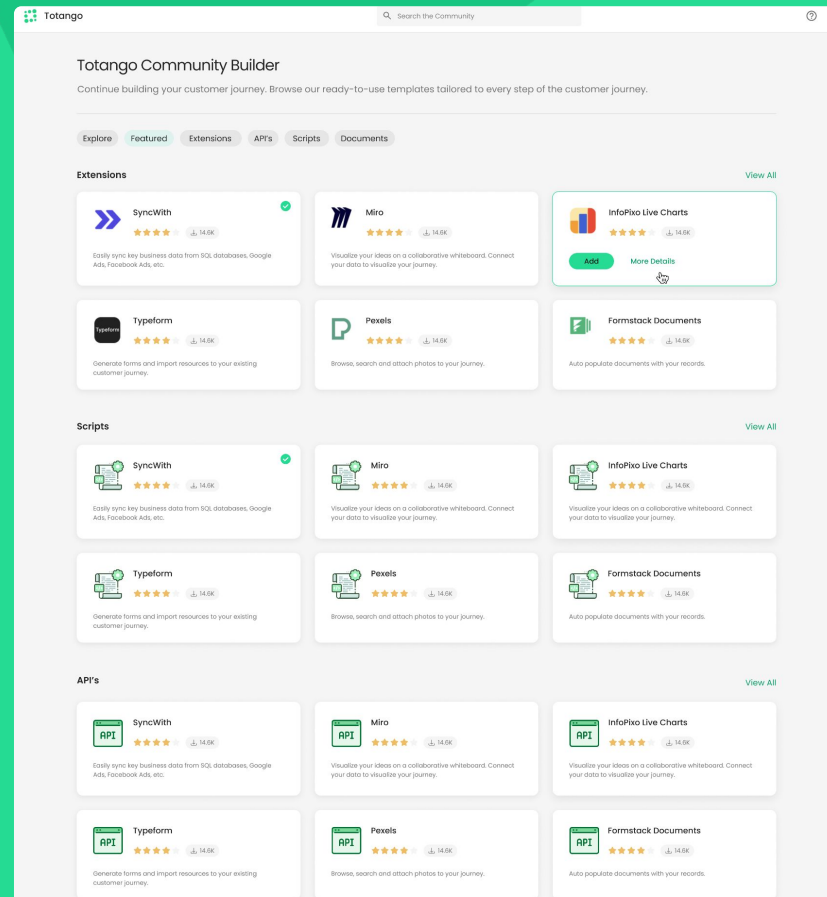 Totango
Search the Community
Totango Community Builder
Continue building your customer journey. Browse our ready-to-use templates tailored to every step of the customer journey.
Explore Featured Extensions API's Scripts Documents
Extensions View All
SyncWith
14.6K
Easily sync key business data from SQL databases, Google
Ads, Facebook Ads, etc.
Miro
14.6K
Visualize your ideas on a collaborative whiteboard. Connect
your data to visualize your journey.
InfoPixo Live Charts
14.6K
Add More Details
Typeform
Typeform
14.6K
Generate forms and import resources to your existing
customer journey.
Pexels
14.6K
Browse, search and attach photos to your journey.
Formstack Documents
14.6K
Auto populate documents with your records.
Scripts View All
SyncWith
14.6K
Easily sync key business data from SQL databases, Google
Ads, Facebook Ads, etc.
Miro
14.6K
Visualize your ideas on a collaborative whiteboard. Connect
your data to visualize your journey.
InfoPixo Live Charts
14.6K
Visualize your ideas on a collaborative whiteboard. Connect
your data to visualize your journey.
Typeform
14.6K
Generate forms and import resources to your existing
customer journey.
Pexels
14.6K
Browse, search and attach photos to your journey.
Formstack Documents
14.6K
Auto populate documents with your records.
API's View All
API
SyncWith
14.6K
Easily sync key business data from SQL databases, Google
Ads, Facebook Ads, etc.
API
Miro
14.6K
Visualize your ideas on a collaborative whiteboard. Connect
your data to visualize your journey.
API
InfoPixo Live Charts
14.6K
Visualize your ideas on a collaborative whiteboard. Connect
your data to visualize your journey.
API
Typeform
14.6K
Generate forms and import resources to your existing
customer journey.
API
Pexels
14.6K
Browse, search and attach photos to your journey.
API
Formstack Documents
14.6K
Auto populate documents with your records.